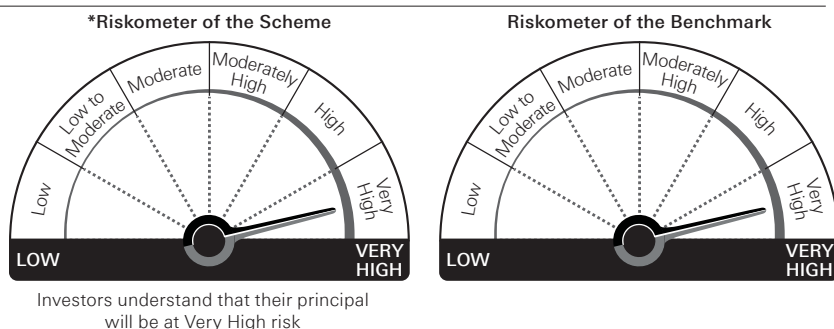 *Riskometer of the Scheme
Low
Low to
Moderate
Moderate
Moderately
High
High
Very
High
LOW
VERY
HIGH
Investors understand that their principal
will be at Very High risk
Riskometer of the Benchmark
Low
Low to
Moderate
Moderate
Moderately
High
High
Very
High
LOW
VERY
HIGH